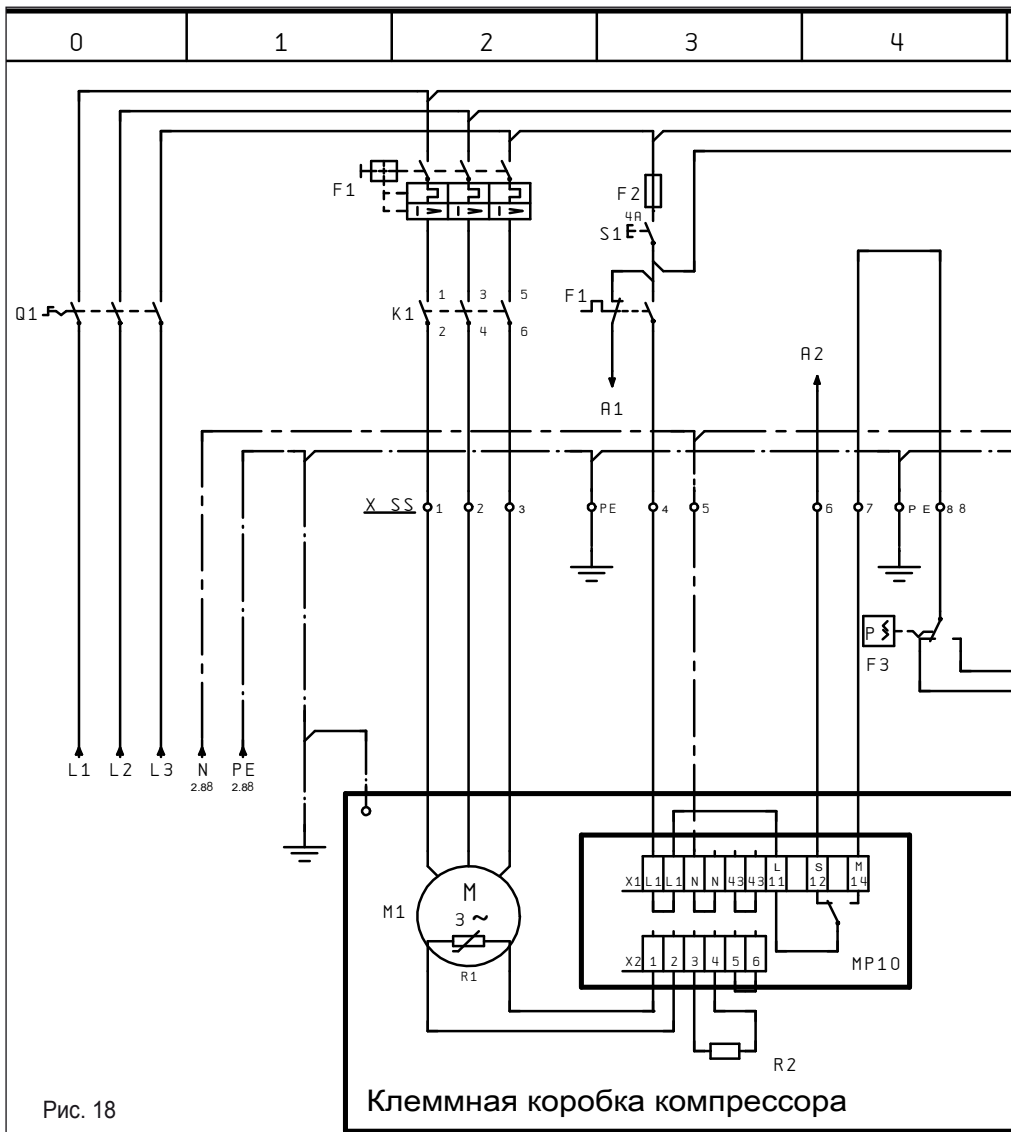 0 1 2 3 4
F1
F2
4A
S1
Q1
K1
1 3 5
2 4 6
F1
A1
A2
X SS 1 2 3 PE 4 5 6 7 PE 8 8
P
F3
L1 L2 L3 N PE
2.88 2.88
M1
M
3 ~
R1
L S M
X1 L1 L1 N N 43 43 11 12 14
X2 1 2 3 4 5 6
MP10
R2
Рис. 18
Клеммная коробка компрессора